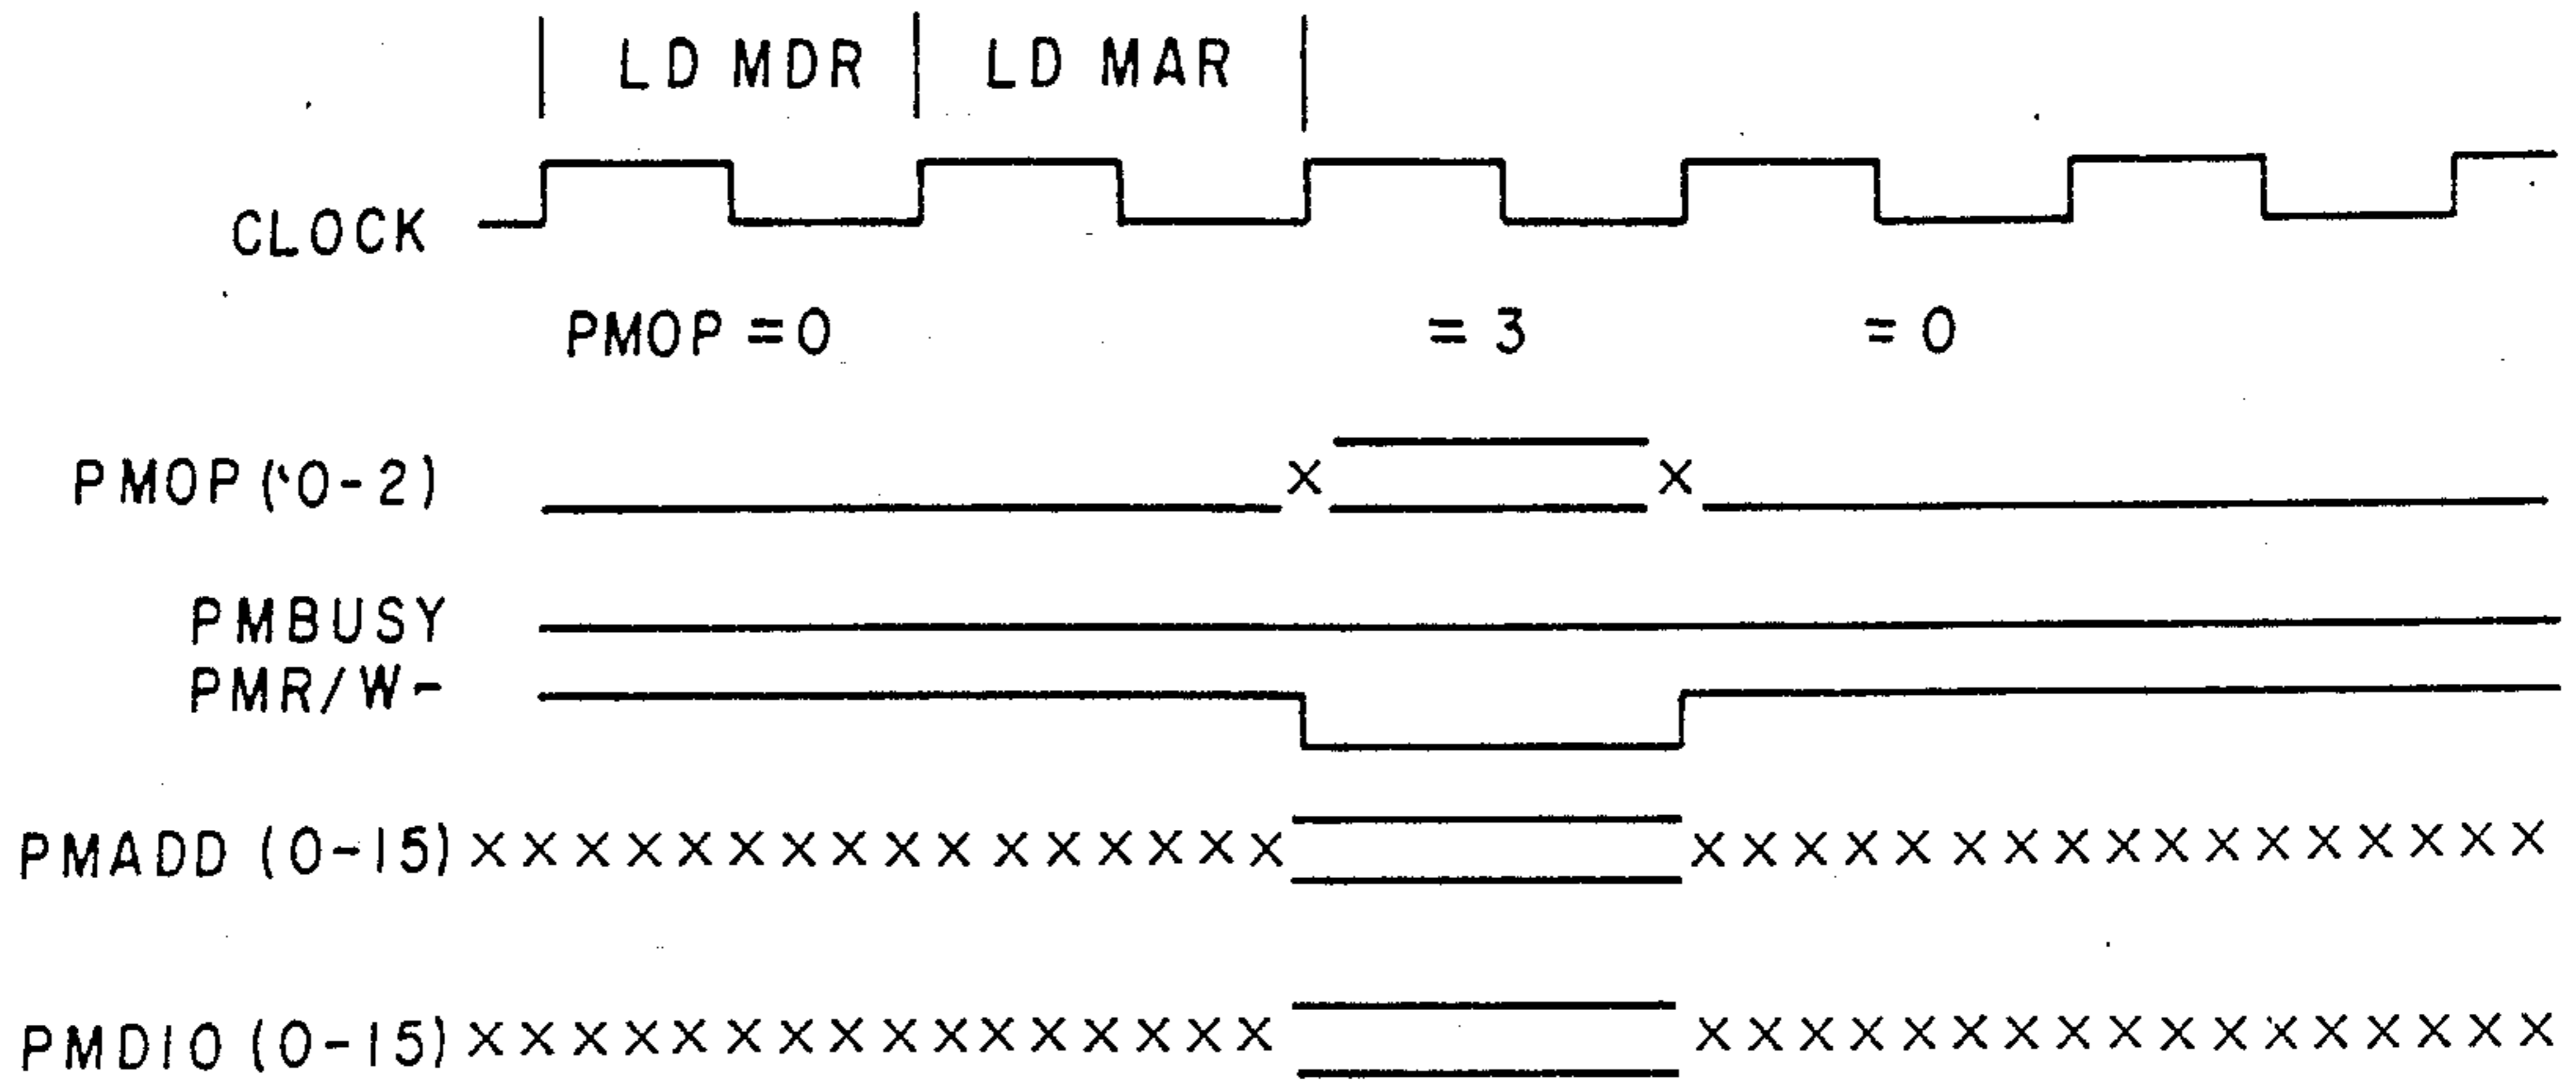 LD MDR LD MAR
CLOCK
PMOP = 0 = 3 = 0
PMOP (0-2)
PMBUSY
PMR/W-
PMADD (0-15)
PMDIO (0-15)